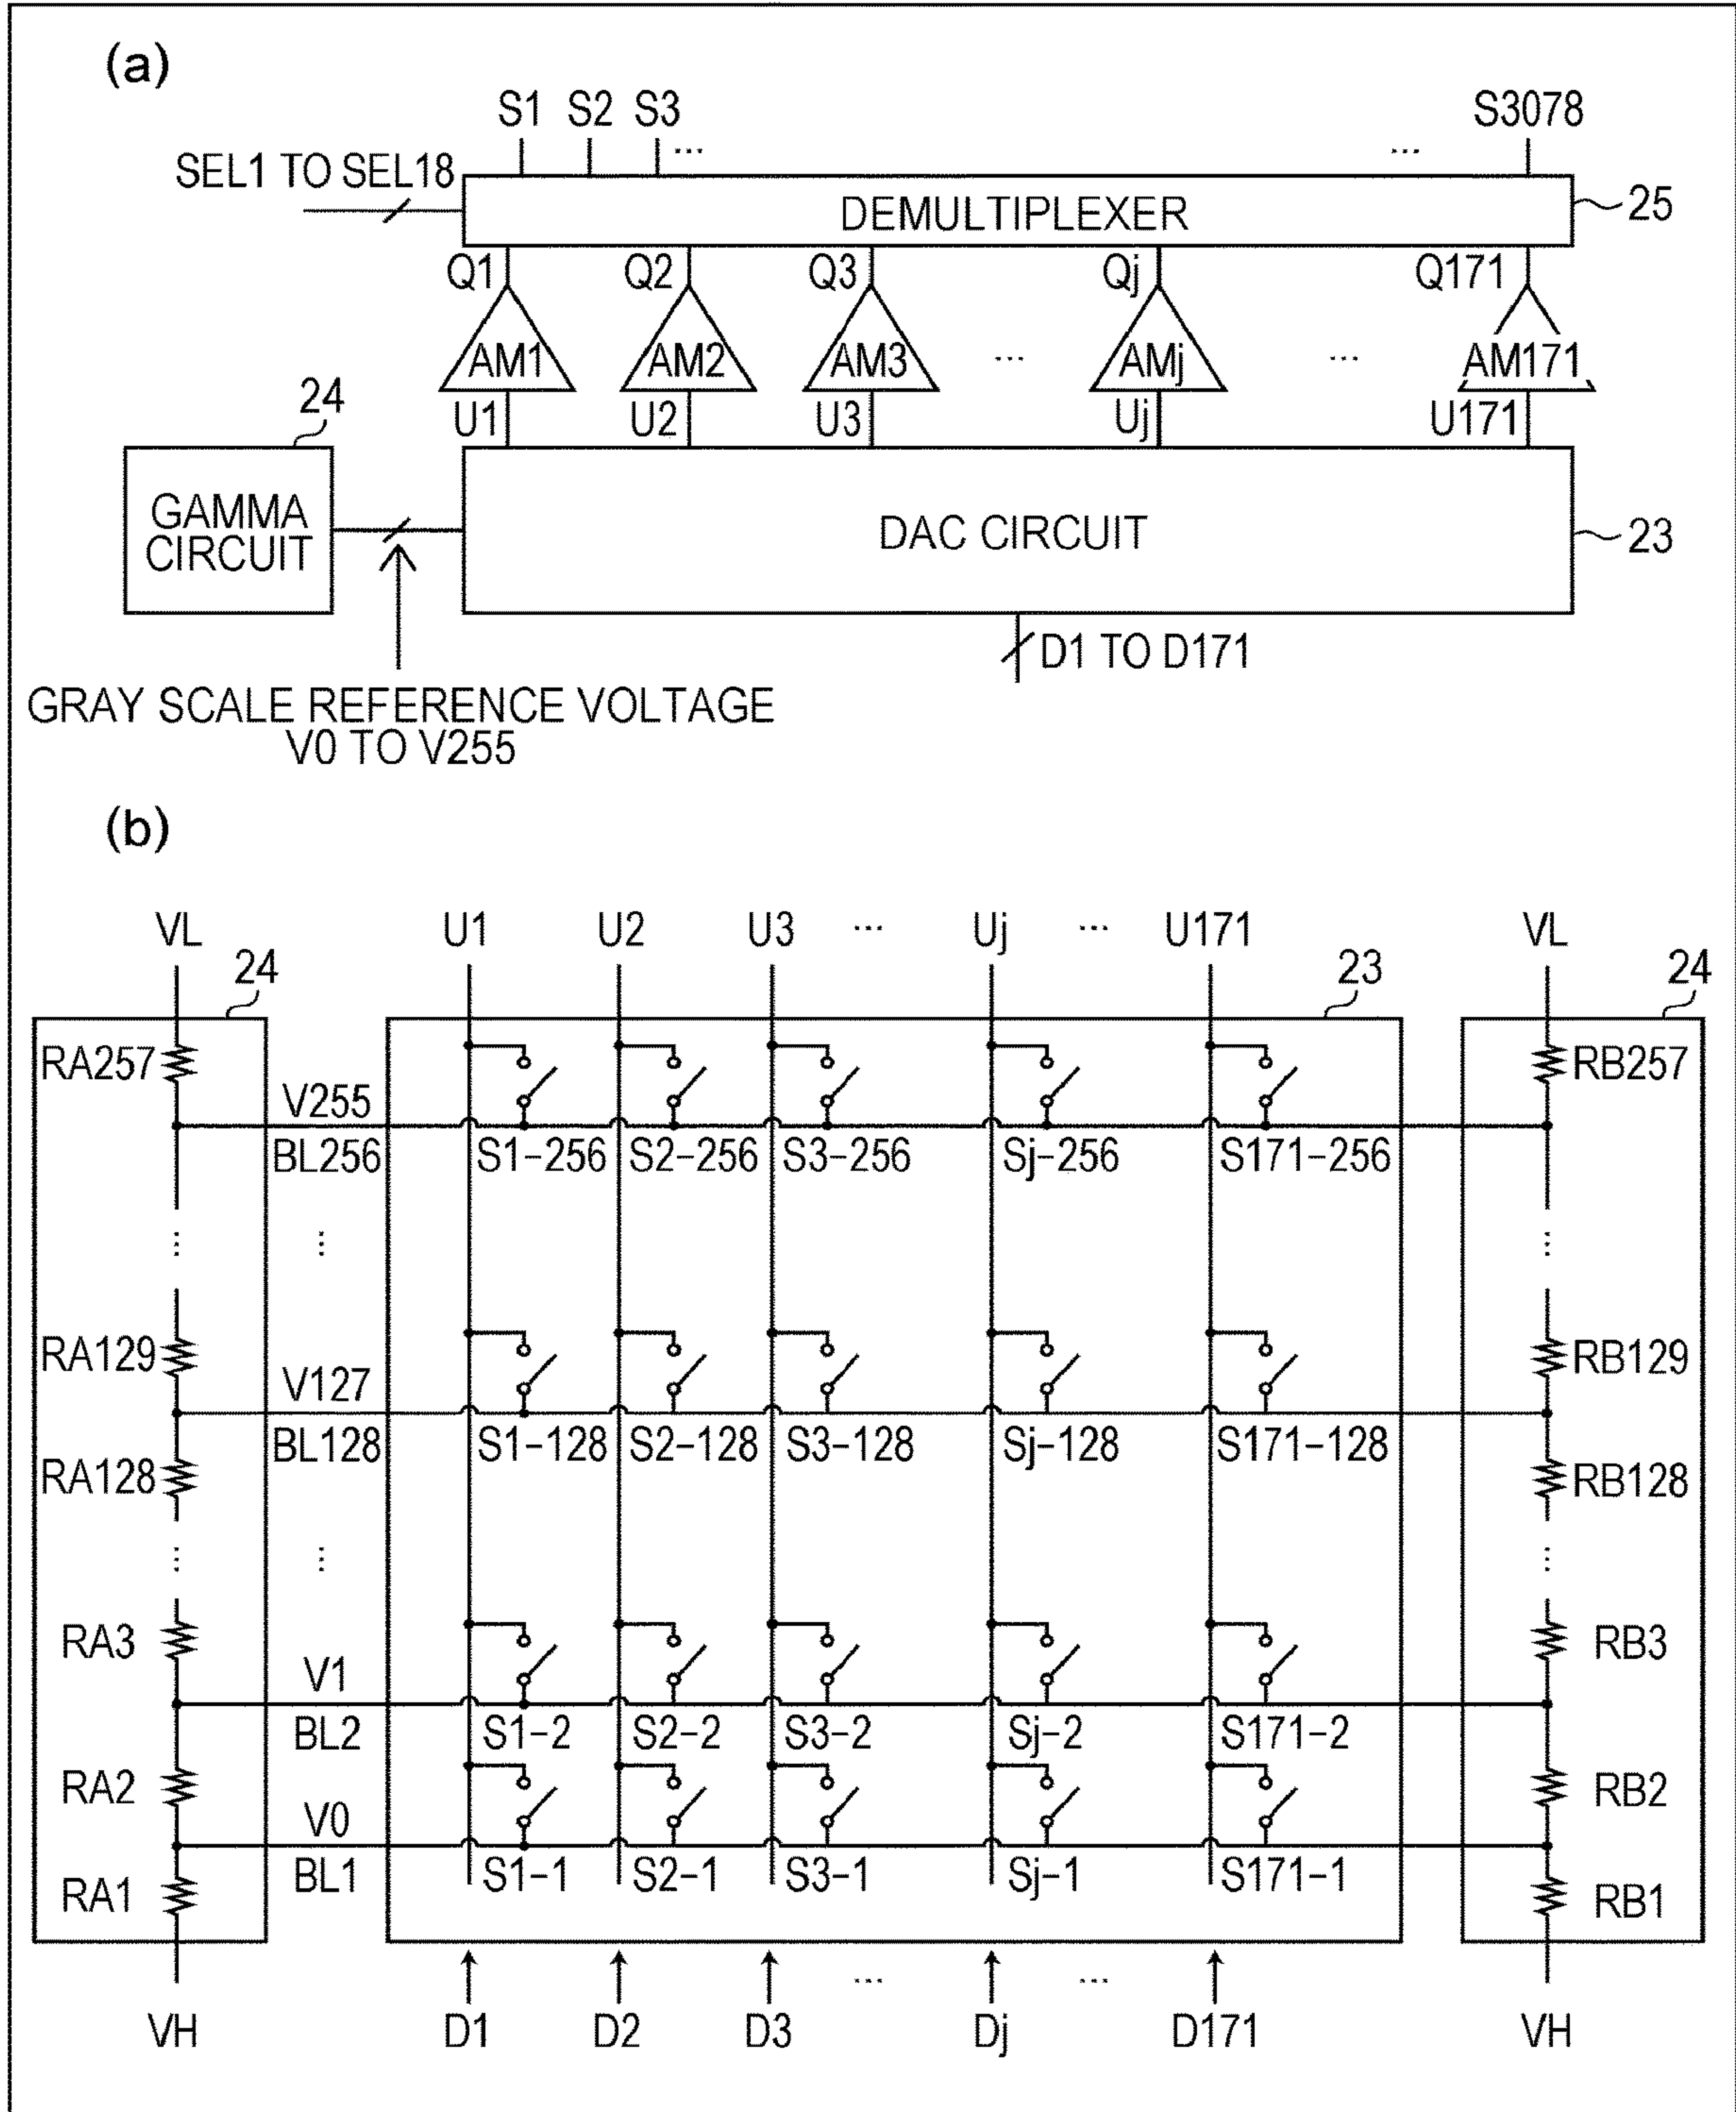 (a)
S1 S2 S3 ... ... S3078
SEL1 TO SEL18
DEMULTIPLEXER
25
Q1 Q2 Q3 Qj Q171
AM1 AM2 AM3 ... AMj ... AM171
U1 U2 U3 Uj U171
24
GAMMA
CIRCUIT
DAC CIRCUIT
23
D1 TO D171
GRAY SCALE REFERENCE VOLTAGE
V0 TO V255
(b)
VL U1 U2 U3 ... Uj ... U171 VL
24 23 24
RA257 RB257
V255
BL256 S1-256 S2-256 S3-256 Sj-256 S171-256
... ... ...
RA129 RB129
V127
BL128 S1-128 S2-128 S3-128 Sj-128 S171-128
RA128 RB128
... ... ...
RA3 RB3
V1
BL2 S1-2 S2-2 S3-2 Sj-2 S171-2
RA2 RB2
V0
BL1 S1-1 S2-1 S3-1 Sj-1 S171-1
RA1 RB1
... ...
VH D1 D2 D3 Dj D171 VH